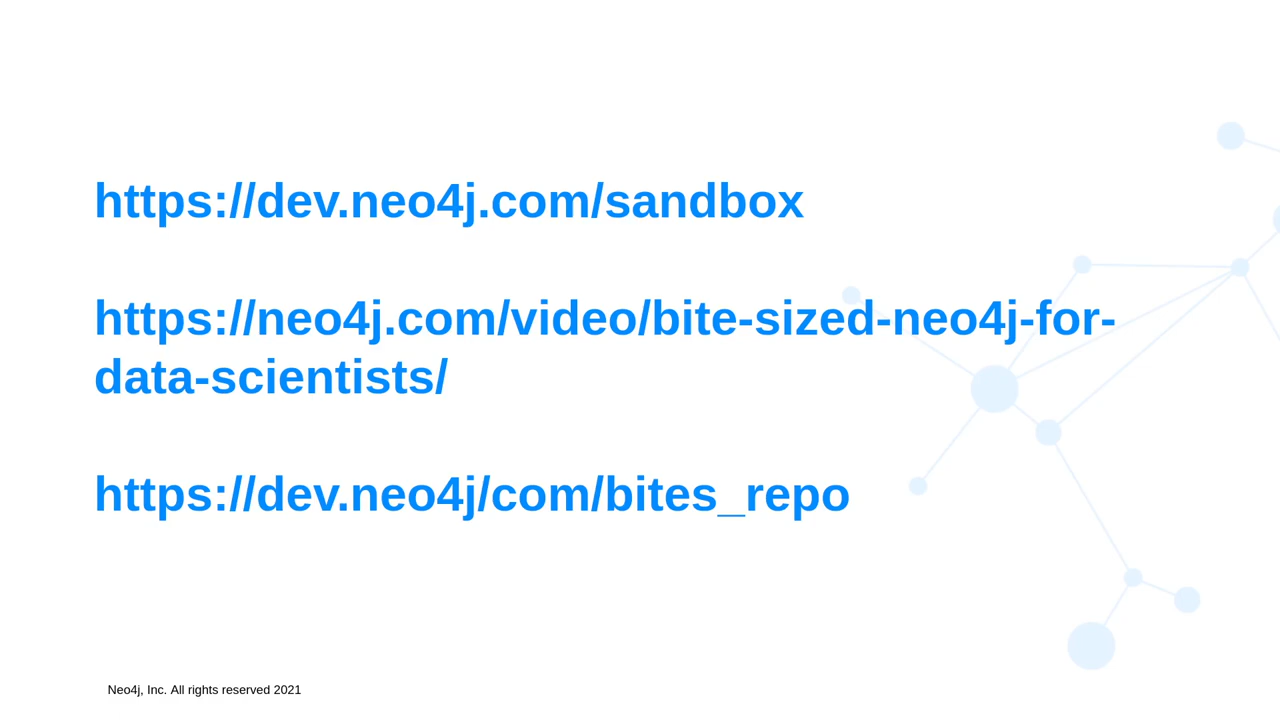 https://dev.neo4j.com/sandbox
https://neo4j.com/video/bite-sized-neo4j-for-
data-scientists/
https://dev.neo4j/com/bites_repo
Neo4j, Inc. All rights reserved 2021